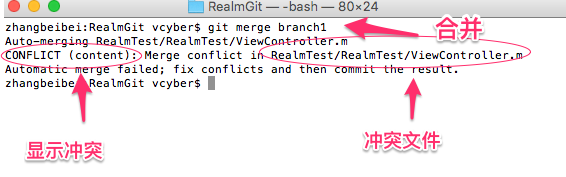 RealmGit — -bash — 80×24
zhangbeibei:RealmGit vcyber$ git merge branch1
合并
Auto-merging RealmTest/RealmTest/ViewController.m
CONFLICT (content): Merge conflict in RealmTest/RealmTest/ViewController.m
Automatic merge failed; fix conflicts and then commit the result.
zhangbeibei:RealmGit vcyber$
显示冲突
冲突文件